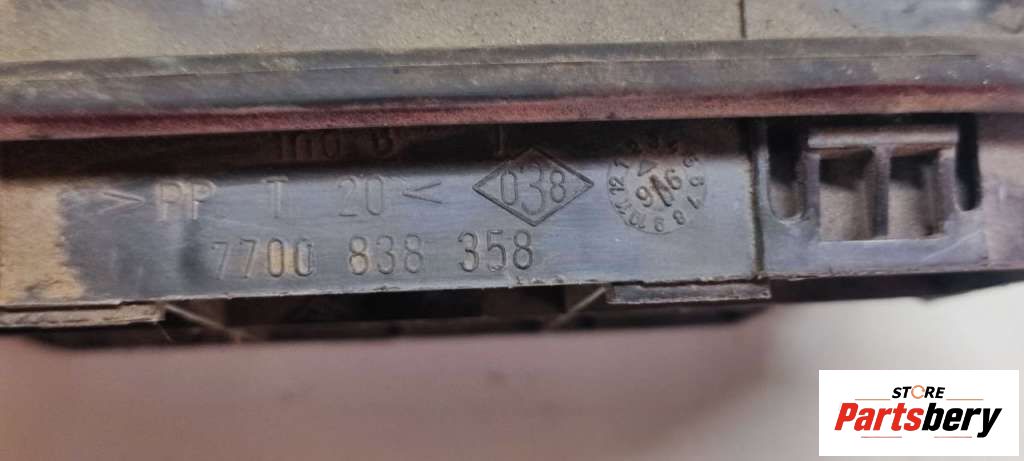 > PP T 20 < 038
7700 838 358
STORE
Partsbery